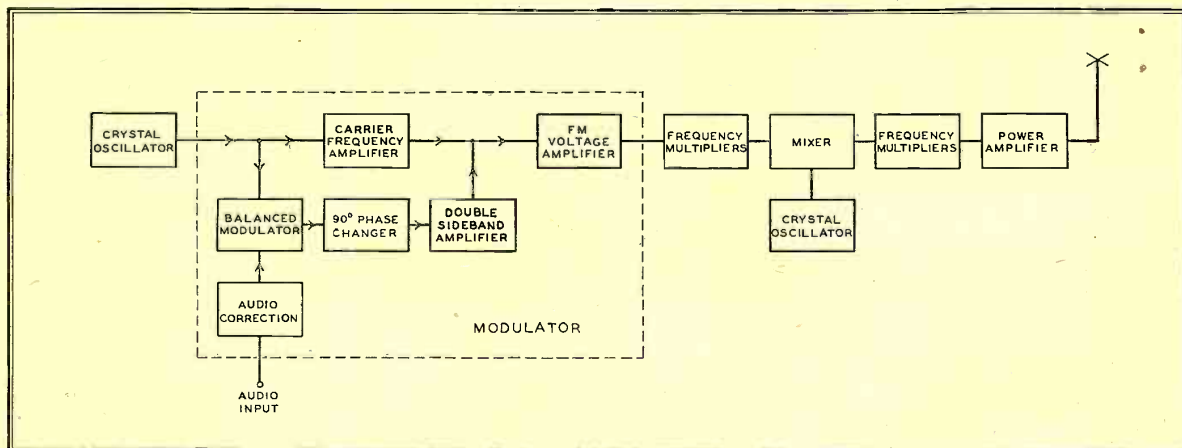 CRYSTAL
OSCILLATOR
CARRIER
FREQUENCY
AMPLIFIER
FM
VOLTAGE
AMPLIFIER
FREQUENCY
MULTIPLIERS
MIXER
FREQUENCY
MULTIPLIERS
POWER
AMPLIFIER
BALANCED
MODULATOR
90° PHASE
CHANGER
DOUBLE
SIDEBAND
AMPLIFIER
CRYSTAL
OSCILLATOR
AUDIO
CORRECTION
MODULATOR
AUDIO
INPUT